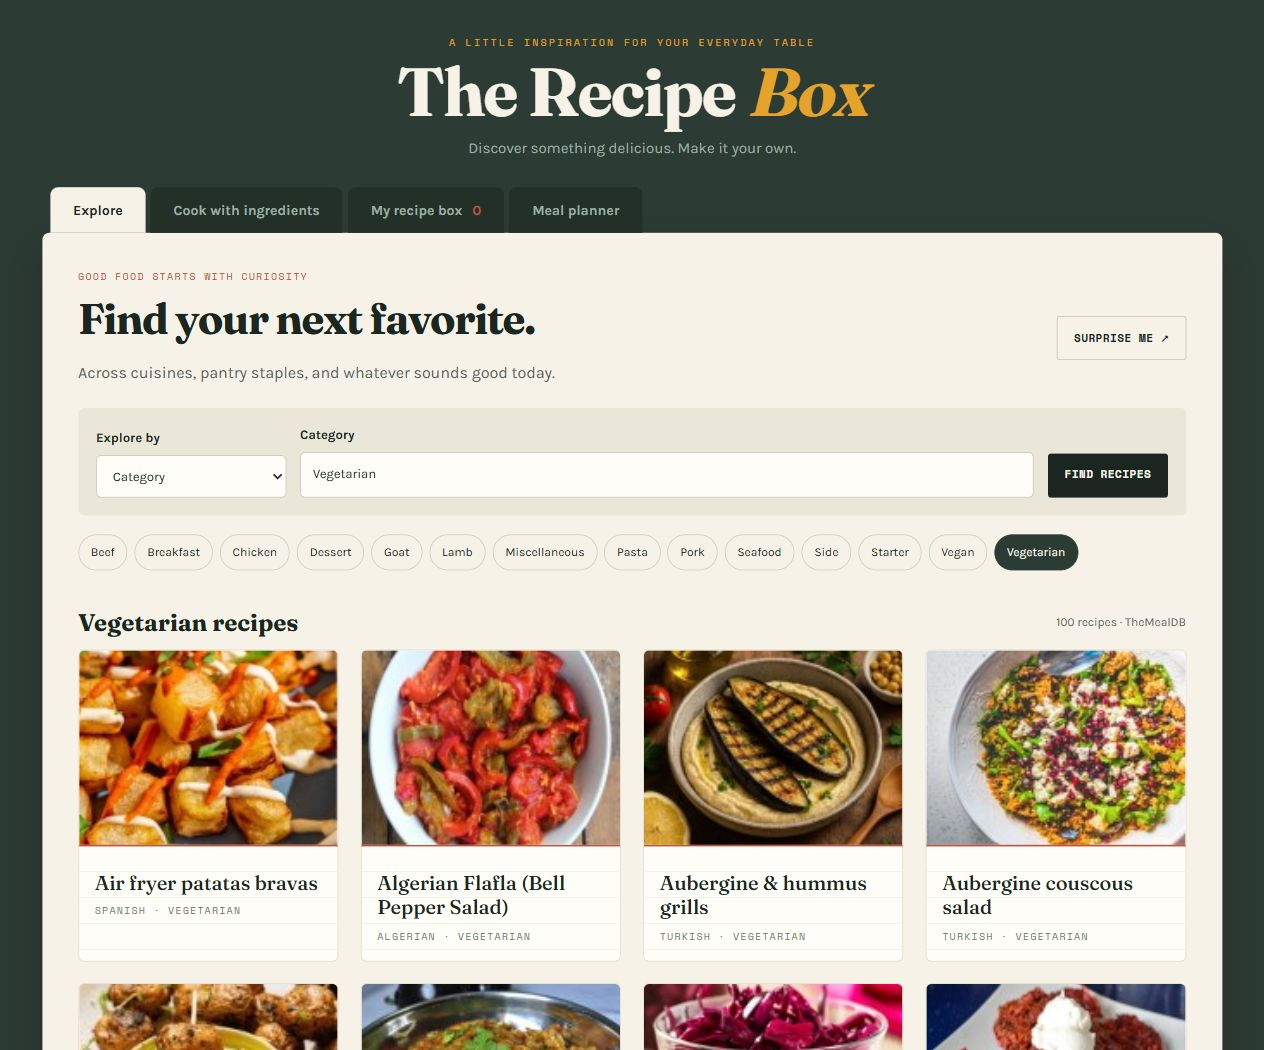 A LITTLE INSPIRATION FOR YOUR EVERYDAY TABLE
The Recipe Box
Discover something delicious. Make it your own.
Explore
Cook with ingredients
My recipe box 0
Meal planner
GOOD FOOD STARTS WITH CURIOSITY
Find your next favorite.
Across cuisines, pantry staples, and whatever sounds good today.
SURPRISE ME ↗
Explore by
Category
Category
Vegetarian
FIND RECIPES
Beef
Breakfast
Chicken
Dessert
Goat
Lamb
Miscellaneous
Pasta
Pork
Seafood
Side
Starter
Vegan
Vegetarian
Vegetarian recipes
100 recipes · TheMealDB
Air fryer patatas bravas
SPANISH · VEGETARIAN
Algerian Flafla (Bell
Pepper Salad)
ALGERIAN · VEGETARIAN
Aubergine & hummus
grills
TURKISH · VEGETARIAN
Aubergine couscous
salad
TURKISH · VEGETARIAN